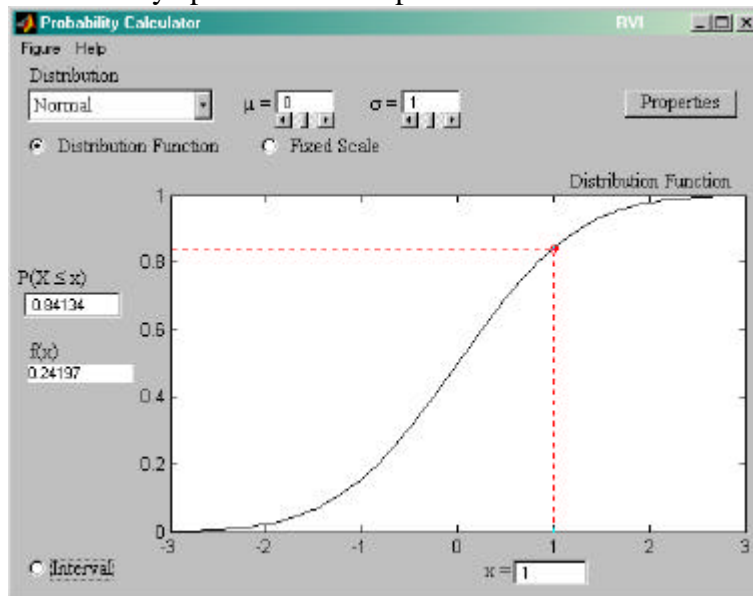 Probability Calculator RVI
Figure Help
Distribution
Normal
μ = 0
σ = 1
Properties
Distribution Function
Fixed Scale
Distribution Function
P(X ≤ x)
0.84134
f(x)
0.24197
1
0.8
0.6
0.4
0.2
0
-3 -2 -1 0 1 2 3
Interval
x = 1